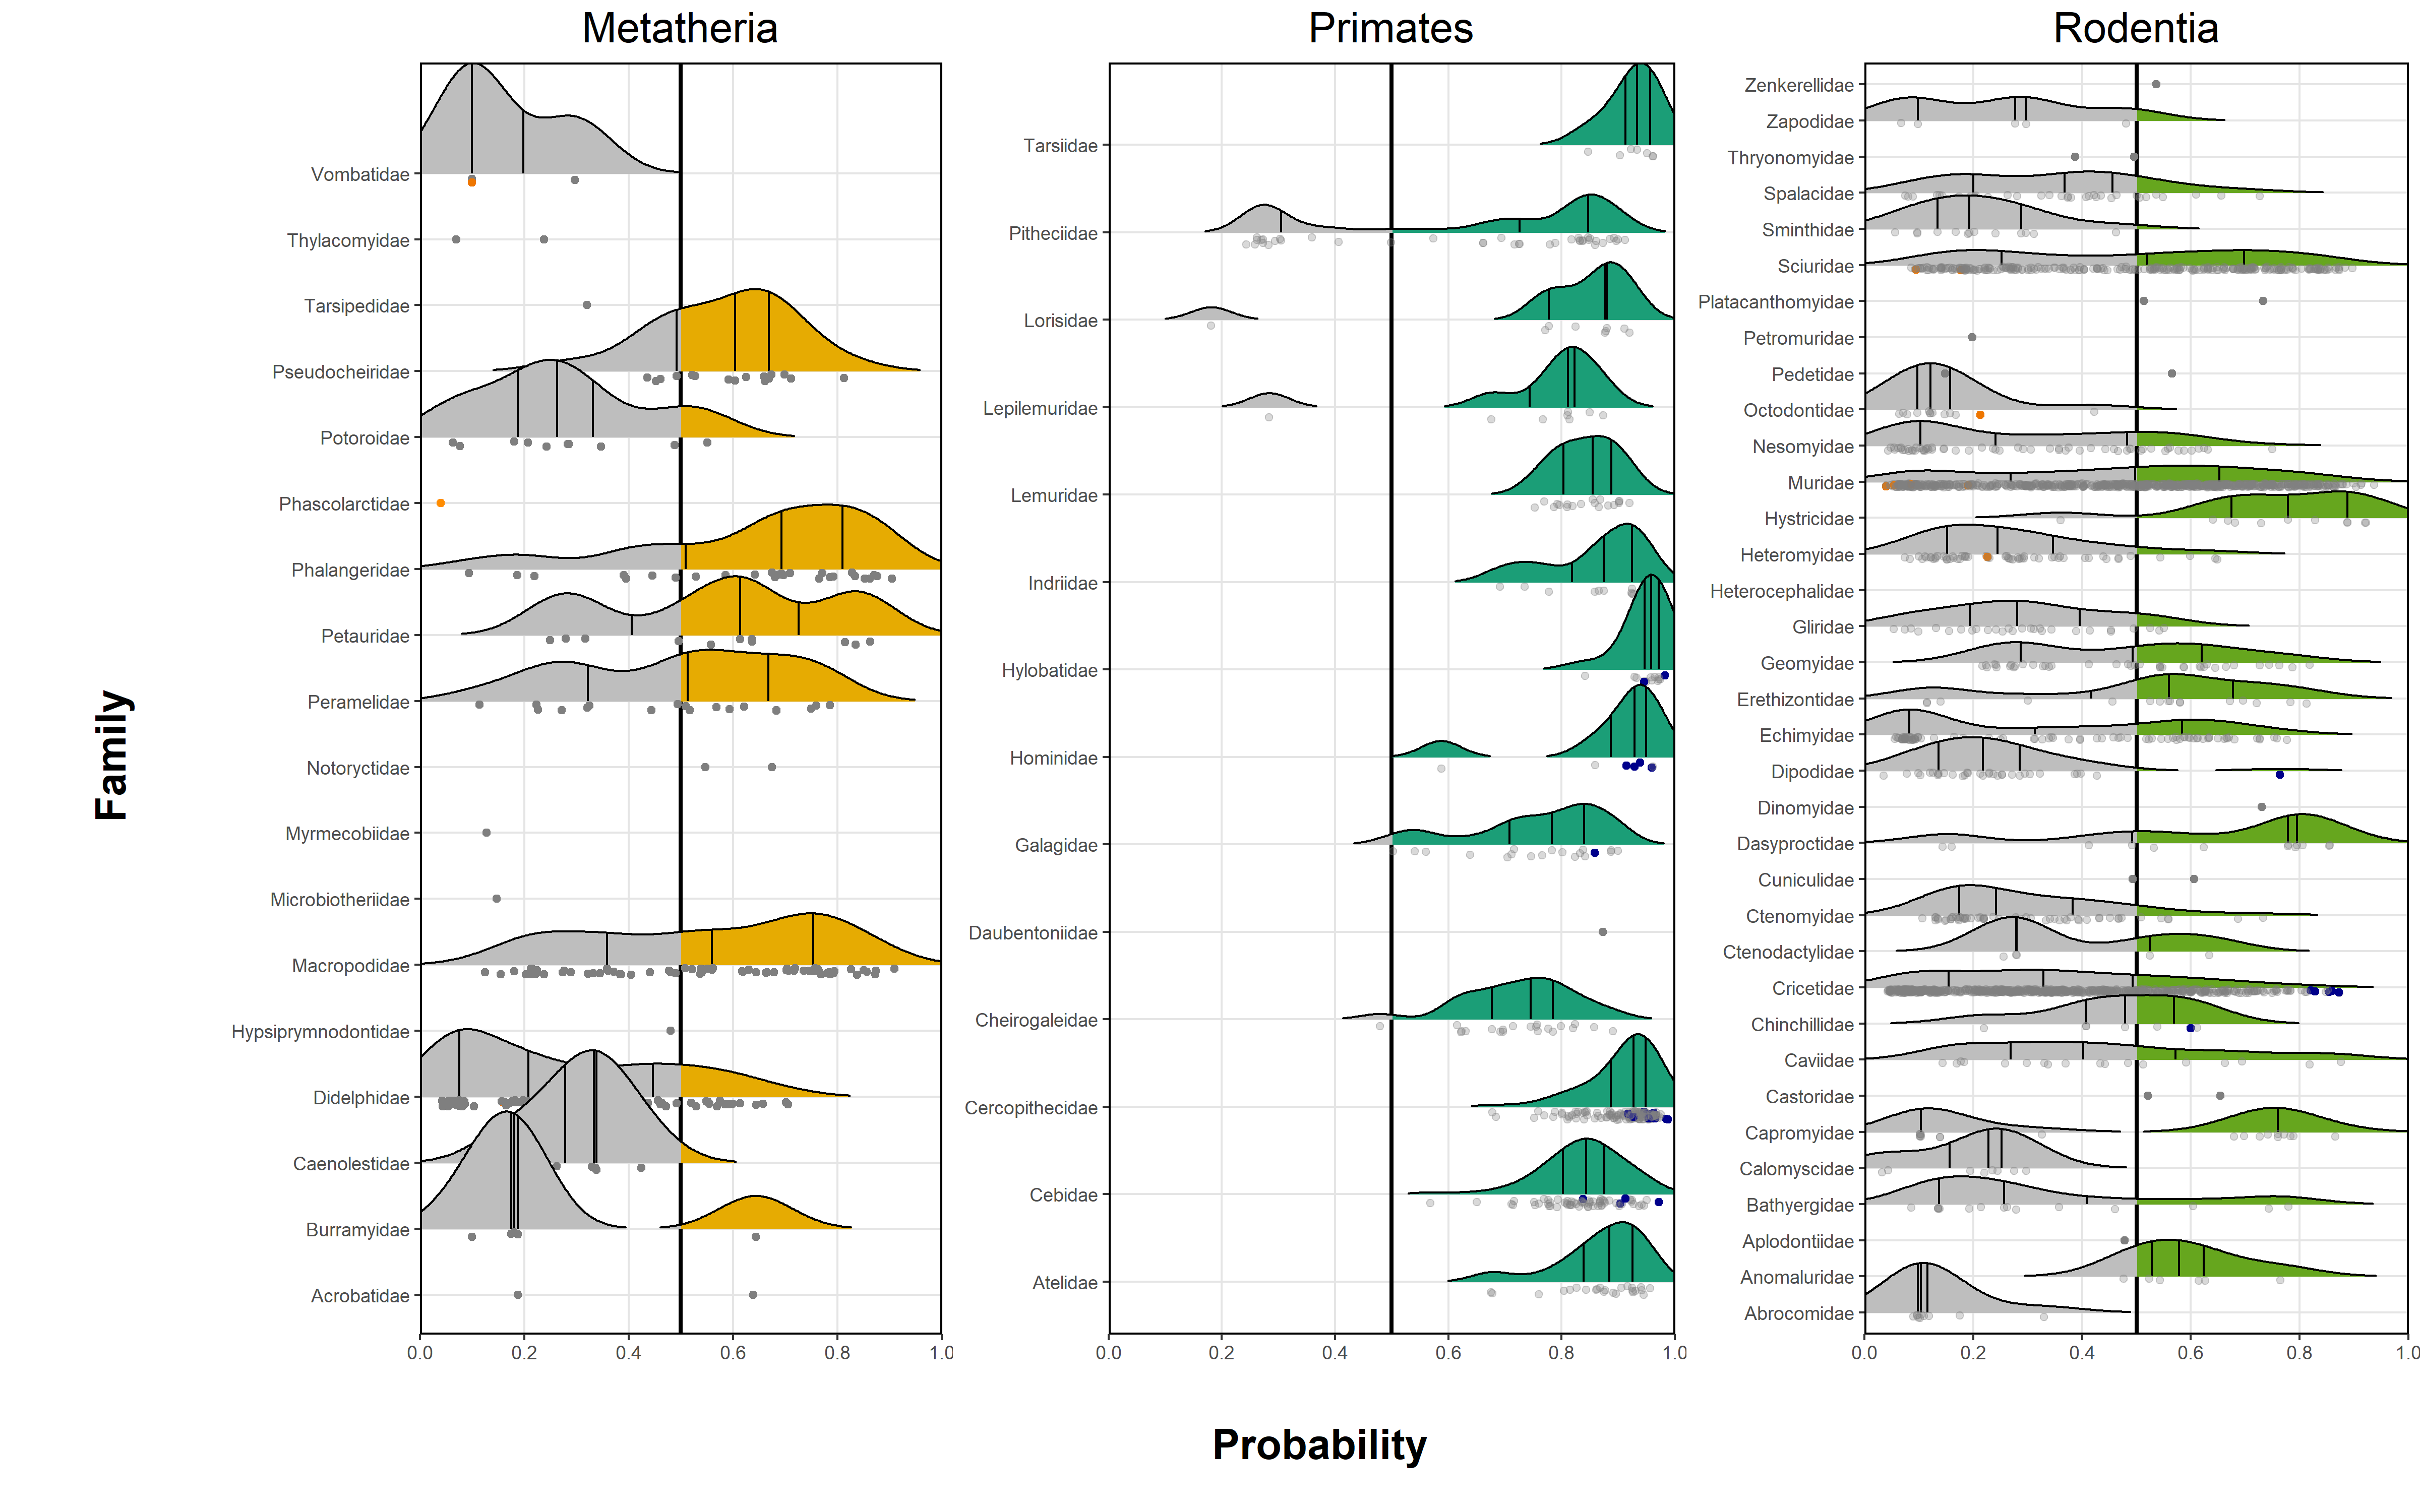 Metatheria
Primates
Rodentia
Family
Vombatidae
Thylacomyidae
Tarsipedidae
Pseudocheiridae
Potoroidae
Phascolarctidae
Phalangeridae
Petauridae
Peramelidae
Notoryctidae
Myrmecobiidae
Microbiotheriidae
Macropodidae
Hypsiprymnodontidae
Didelphidae
Caenolestidae
Burramyidae
Acrobatidae
0.0 0.2 0.4 0.6 0.8 1.0
Tarsiidae
Pitheciidae
Lorisidae
Lepilemuridae
Lemuridae
Indriidae
Hylobatidae
Hominidae
Galagidae
Daubentoniidae
Cheirogaleidae
Cercopithecidae
Cebidae
Atelidae
0.0 0.2 0.4 0.6 0.8 1.0
Zenkerellidae
Zapodidae
Thryonomyidae
Spalacidae
Sminthidae
Sciuridae
Platacanthomyidae
Petromuridae
Pedetidae
Octodontidae
Nesomyidae
Muridae
Hystricidae
Heteromyidae
Heterocephalidae
Gliridae
Geomyidae
Erethizontidae
Echimyidae
Dipodidae
Dinomyidae
Dasyproctidae
Cuniculidae
Ctenomyidae
Ctenodactylidae
Cricetidae
Chinchillidae
Caviidae
Castoridae
Capromyidae
Calomyscidae
Bathyergidae
Aplodontiidae
Anomaluridae
Abrocomidae
0.0 0.2 0.4 0.6 0.8 1.0
Probability